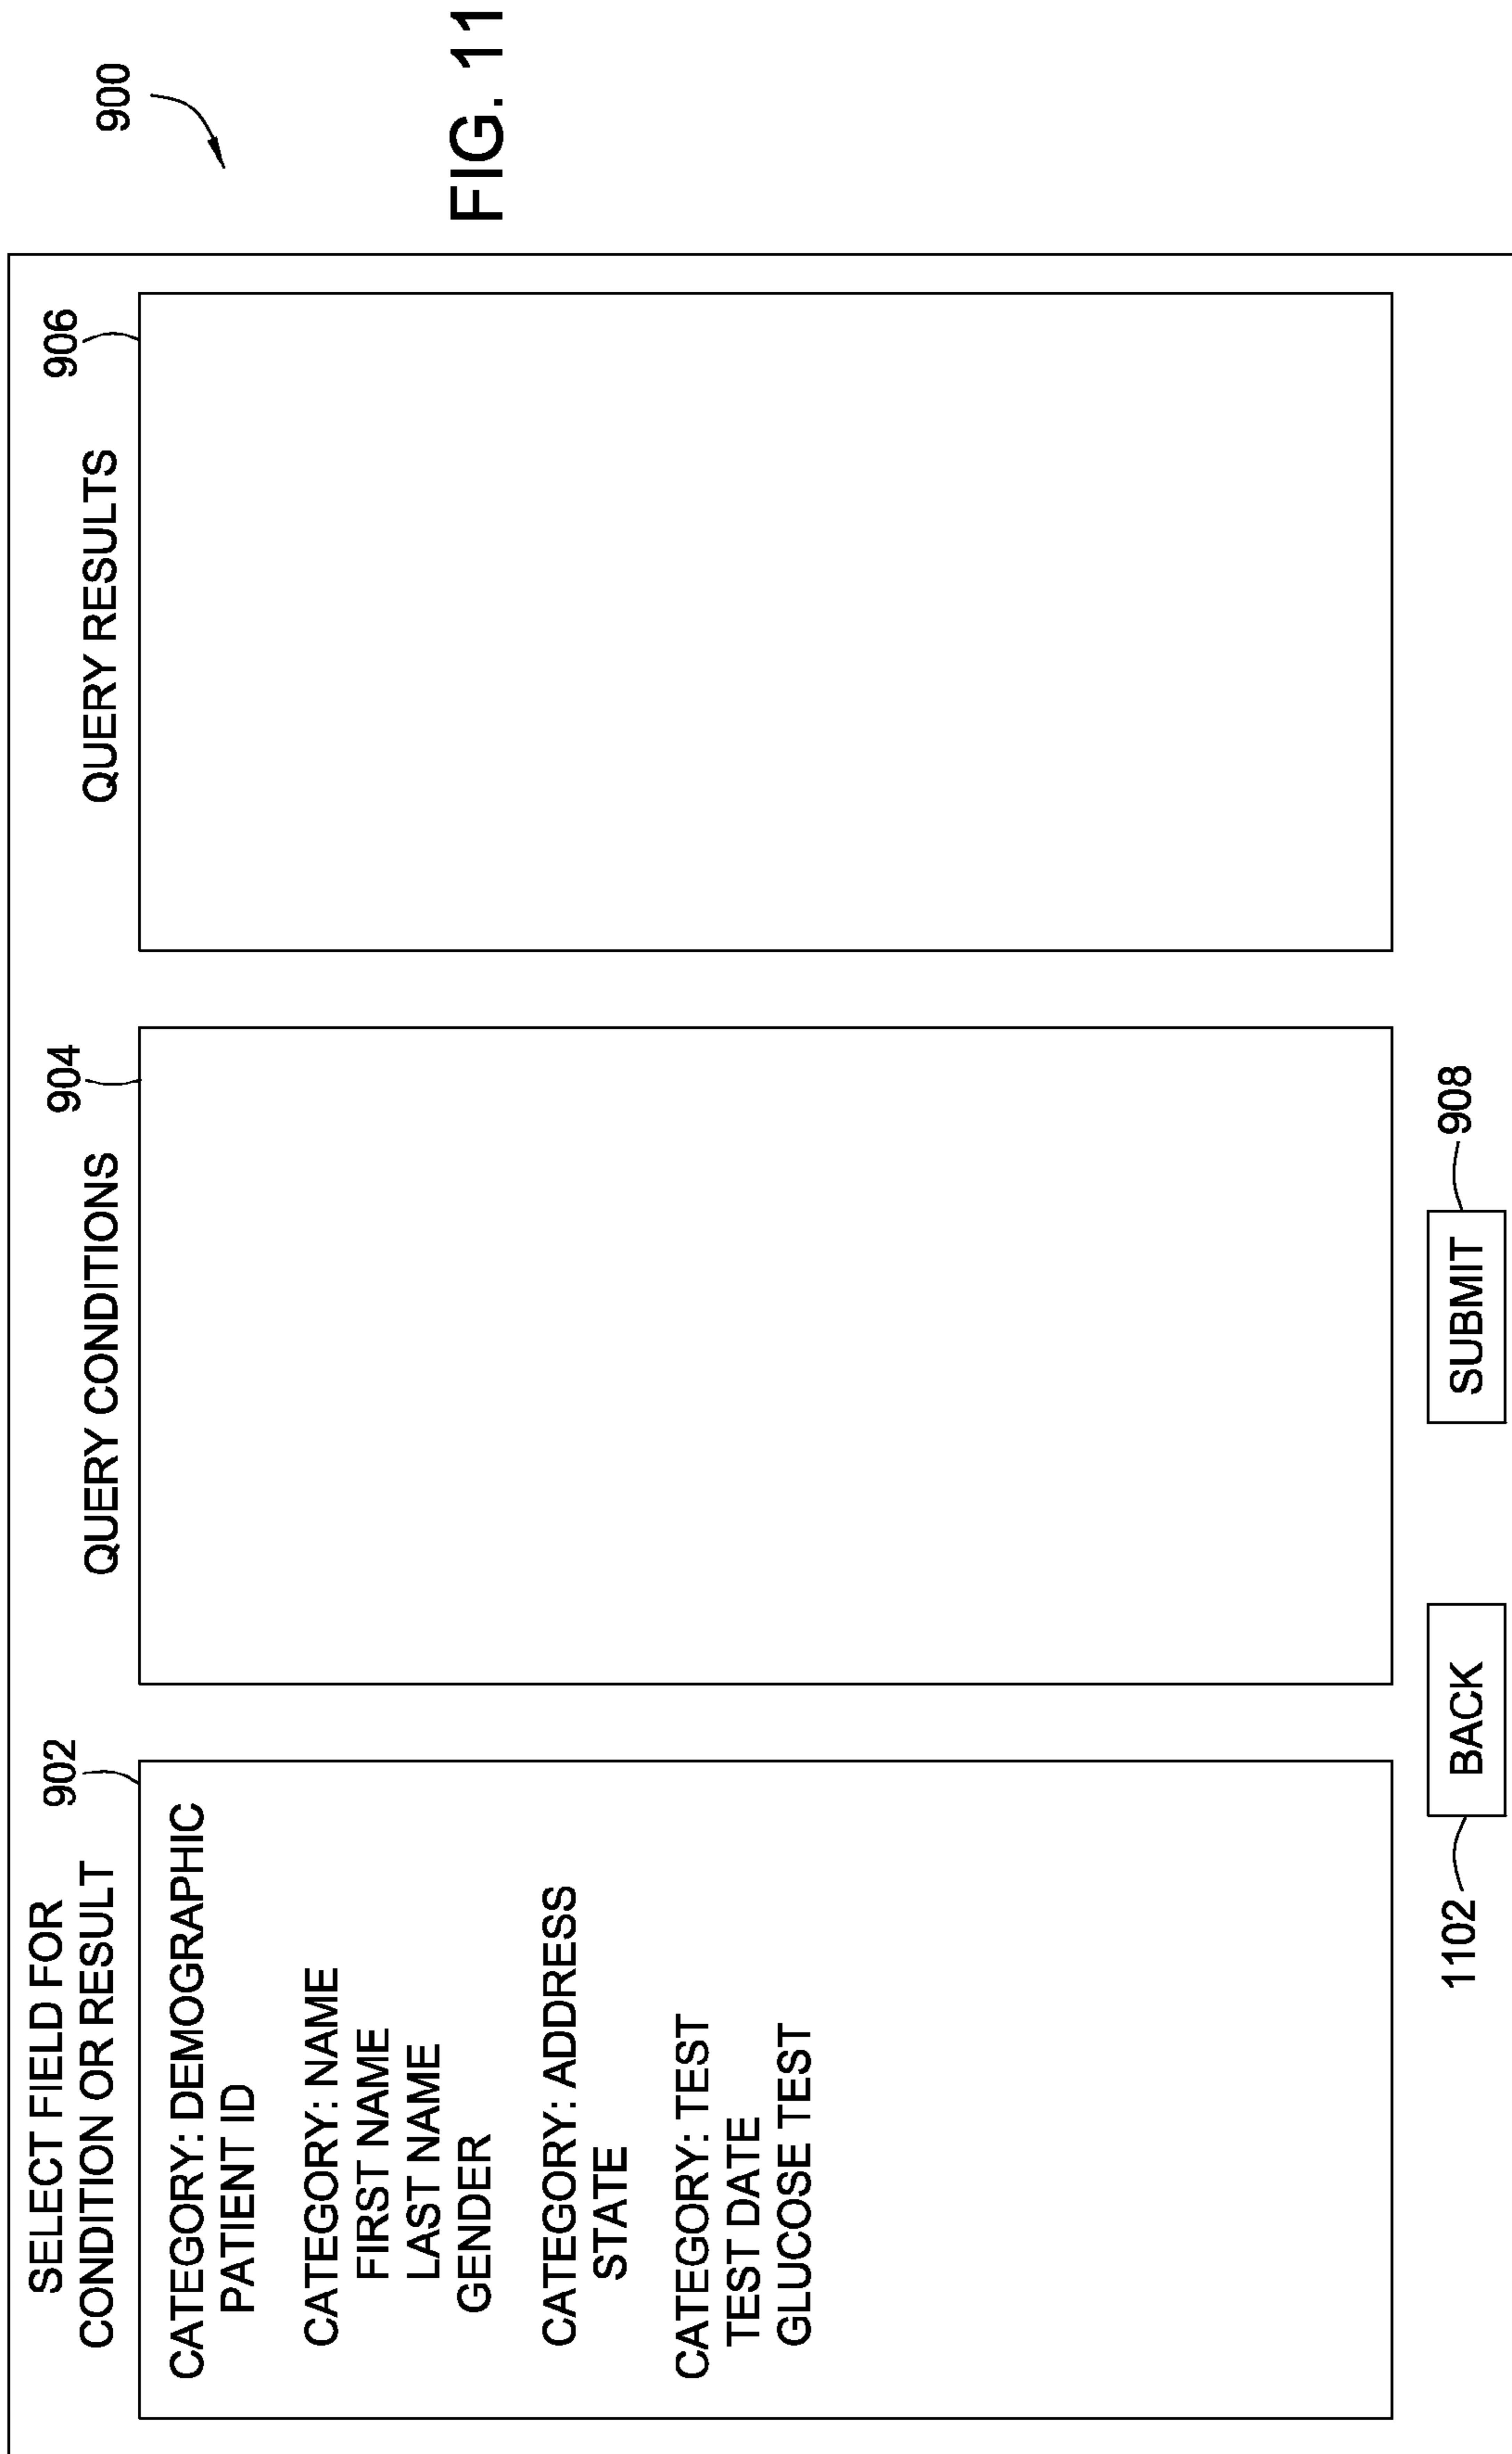 SELECT FIELD FOR
CONDITION OR RESULT
902
CATEGORY: DEMOGRAPHIC
PATIENT ID
CATEGORY: NAME
FIRST NAME
LAST NAME
GENDER
CATEGORY: ADDRESS
STATE
CATEGORY: TEST
TEST DATE
GLUCOSE TEST
QUERY CONDITIONS
904
QUERY RESULTS
906
1102
BACK
SUBMIT
908
900
FIG. 11